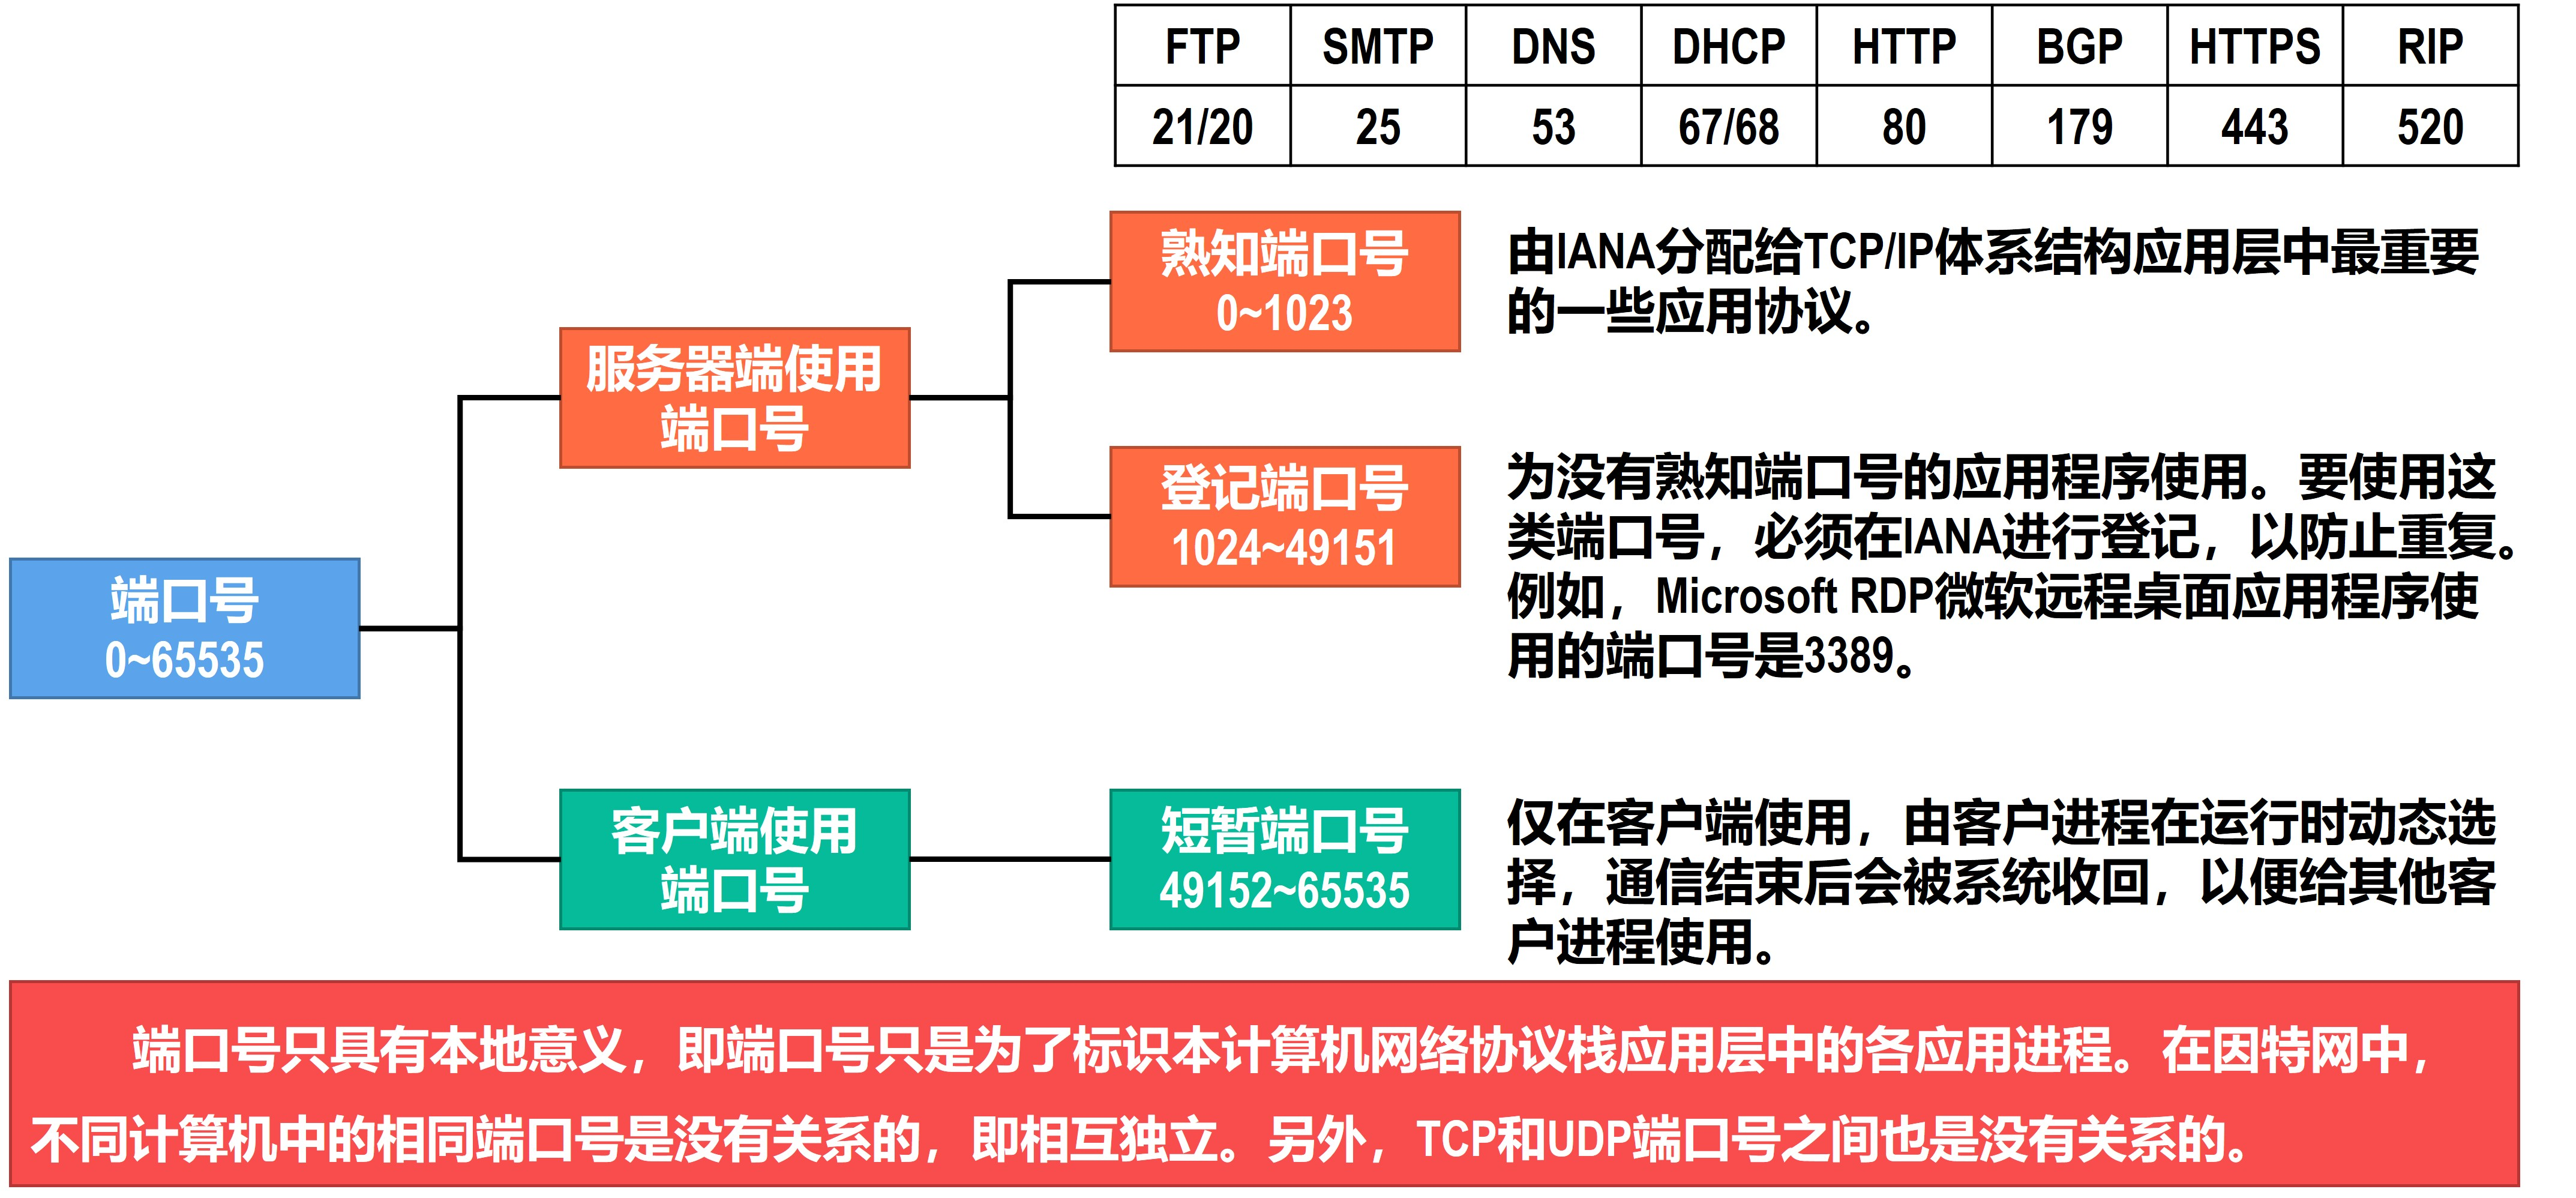 FTP SMTP DNS DHCP HTTP BGP HTTPS RIP
21/20 25 53 67/68 80 179 443 520
熟知端口号
0~1023
由IANA分配给TCP/IP体系结构应用层中最重要
的一些应用协议。
服务器端使用
端口号
登记端口号
1024~49151
为没有熟知端口号的应用程序使用。要使用这
类端口号，必须在IANA进行登记，以防止重复。
例如，Microsoft RDP微软远程桌面应用程序使
用的端口号是3389。
端口号
0~65535
客户端使用
端口号
短暂端口号
49152~65535
仅在客户端使用，由客户进程在运行时动态选
择，通信结束后会被系统收回，以便给其他客
户进程使用。
端口号只具有本地意义，即端口号只是为了标识本计算机网络协议栈应用层中的各应用进程。在因特网中，
不同计算机中的相同端口号是没有关系的，即相互独立。另外，TCP和UDP端口号之间也是没有关系的。